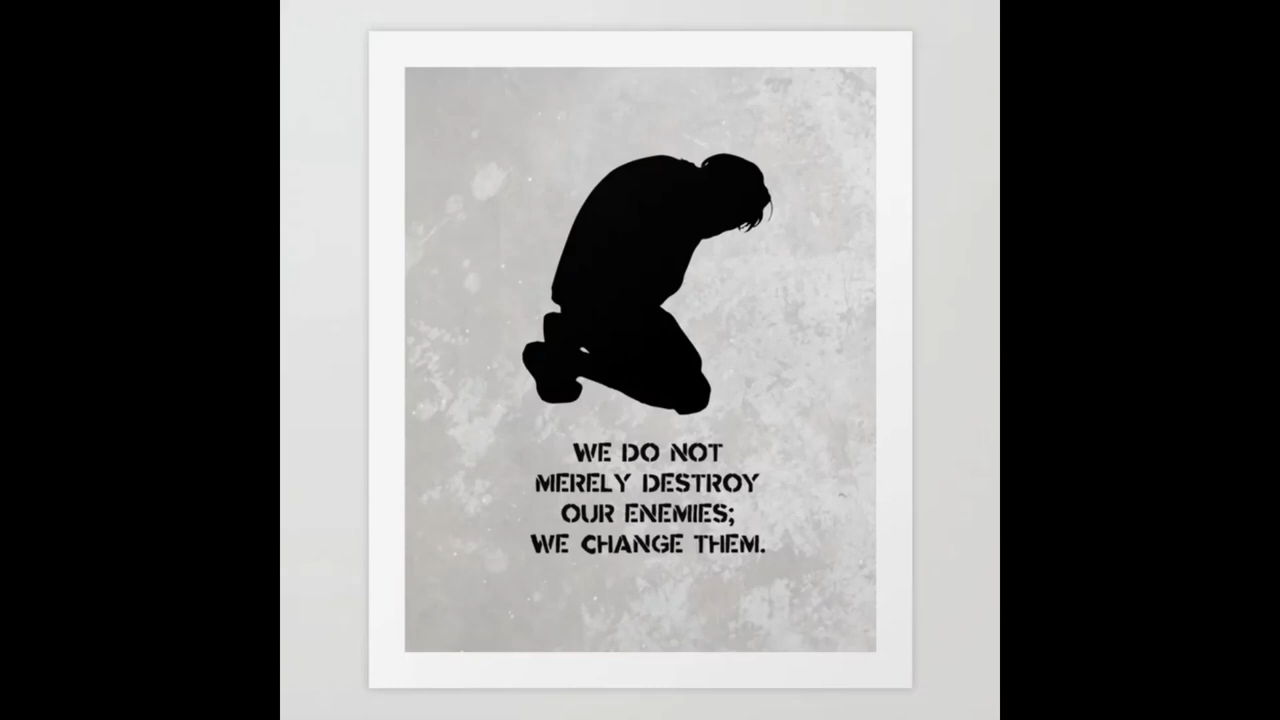 WE DO NOT
MERELY DESTROY
OUR ENEMIES;
WE CHANGE THEM.